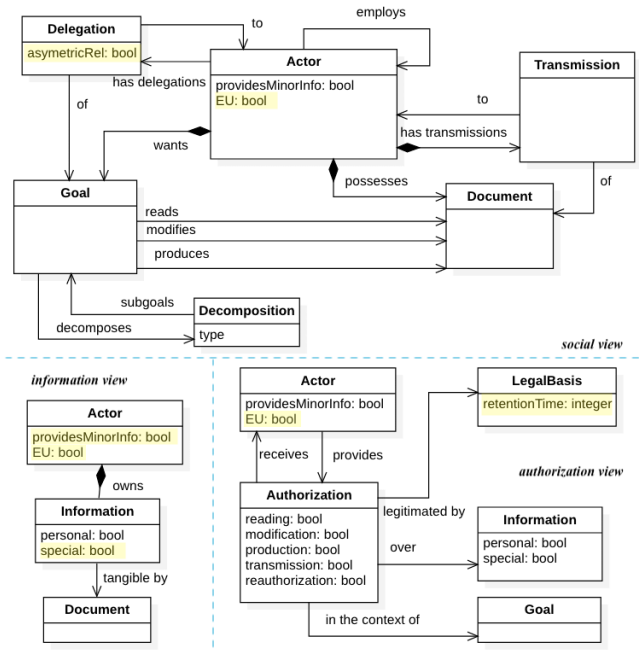 Delegation
asymetricRel: bool
to
employs
Actor
providesMinorInfo: bool
EU: bool
has delegations
of
wants
Transmission
to
has transmissions
of
possesses
Goal
Document
reads
modifies
produces
subgoals
decomposes
Decomposition
type
social view
information view
Actor
providesMinorInfo: bool
EU: bool
owns
Information
personal: bool
special: bool
tangible by
Document
Actor
providesMinorInfo: bool
EU: bool
receives
provides
LegalBasis
retentionTime: integer
authorization view
Authorization
reading: bool
modification: bool
production: bool
transmission: bool
reauthorization: bool
legitimated by
over
Information
personal: bool
special: bool
in the context of
Goal